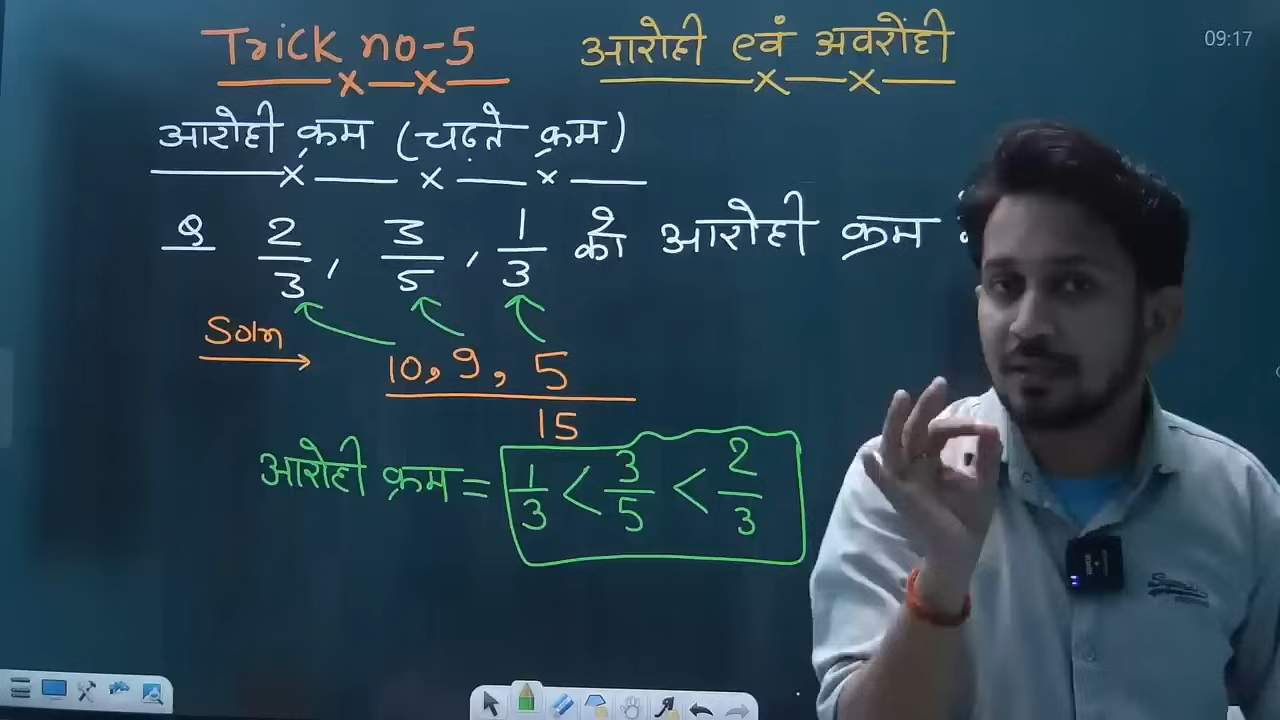 Trick no-5 आरोही एवं अवरोही
09:17
आरोही क्रम (चढ़ते क्रम)
2/3, 3/5, 1/3 का आरोही क्रम
Soln
10, 9, 5
15
आरोही क्रम = 1/3 < 3/5 < 2/3